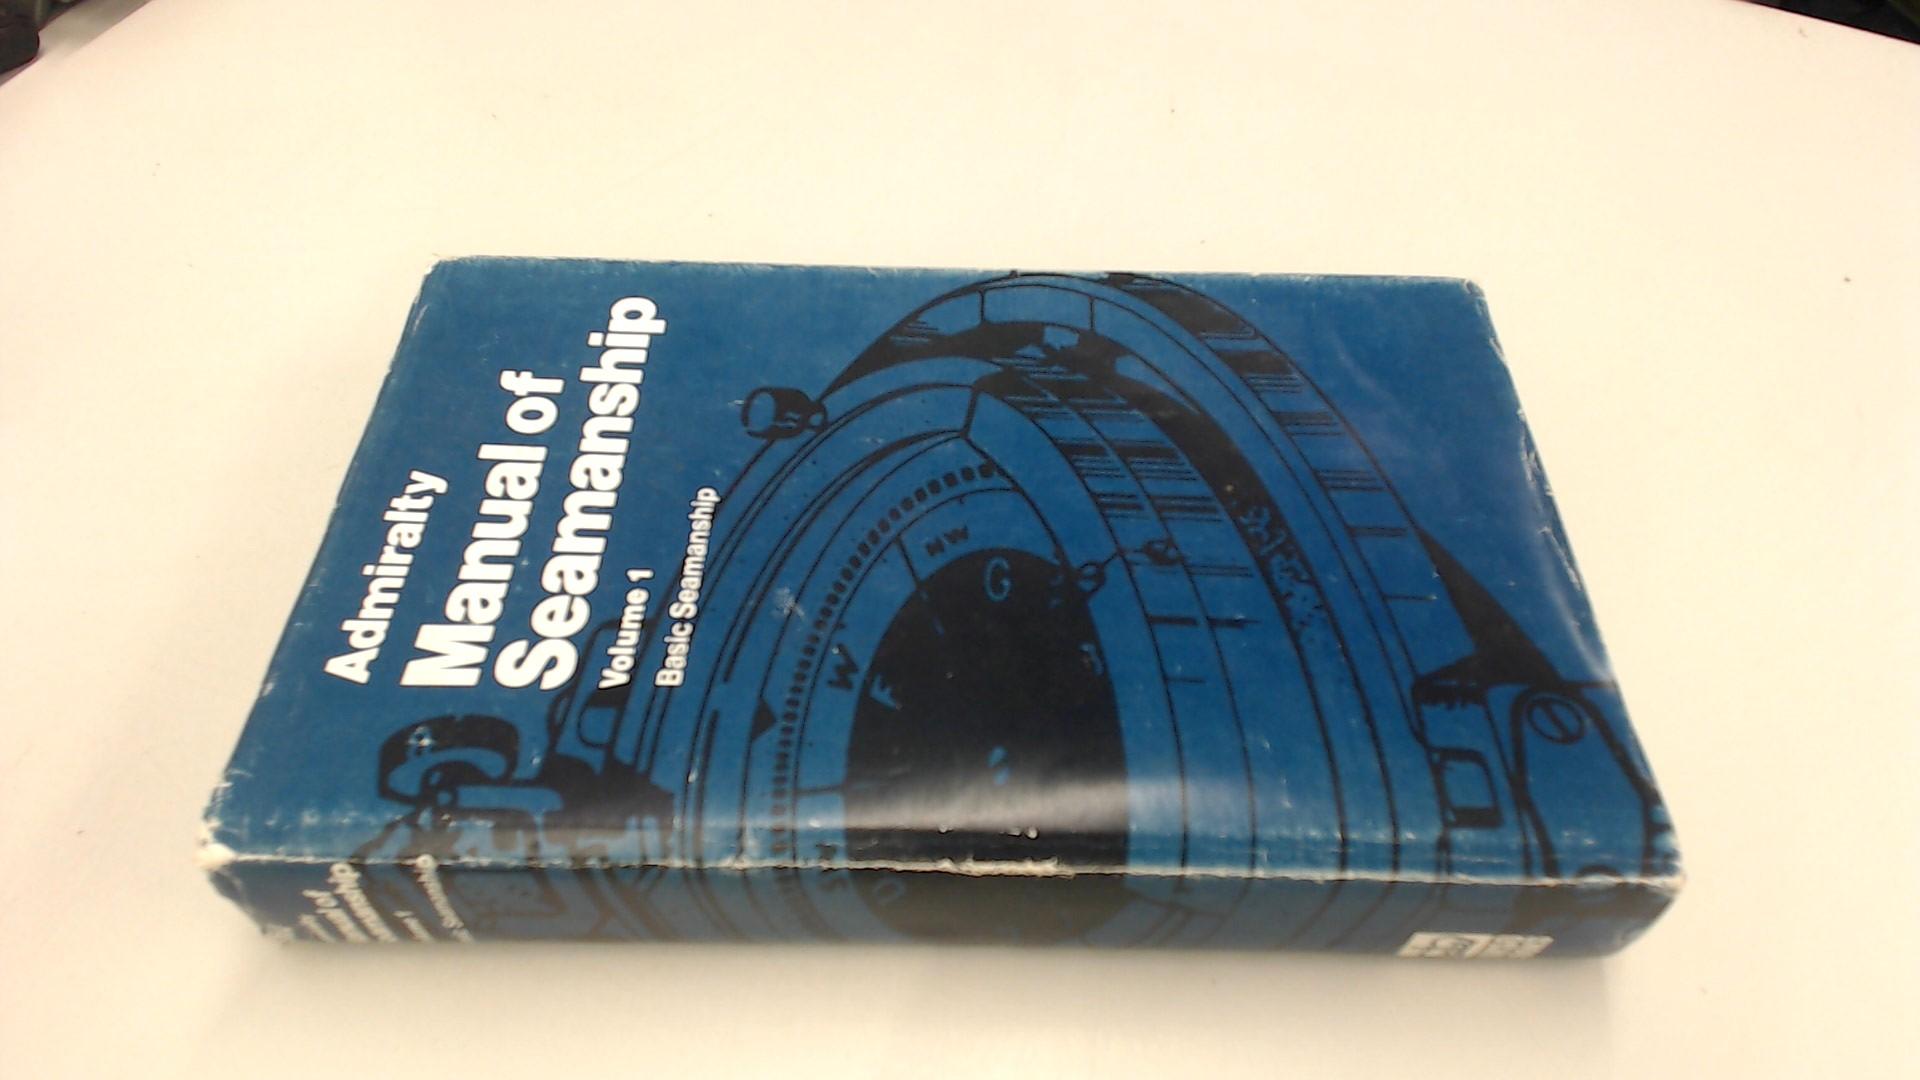 Admiralty
Manual of
Seamanship
Volume 1
Basic Seamanship
NW
G
W
F